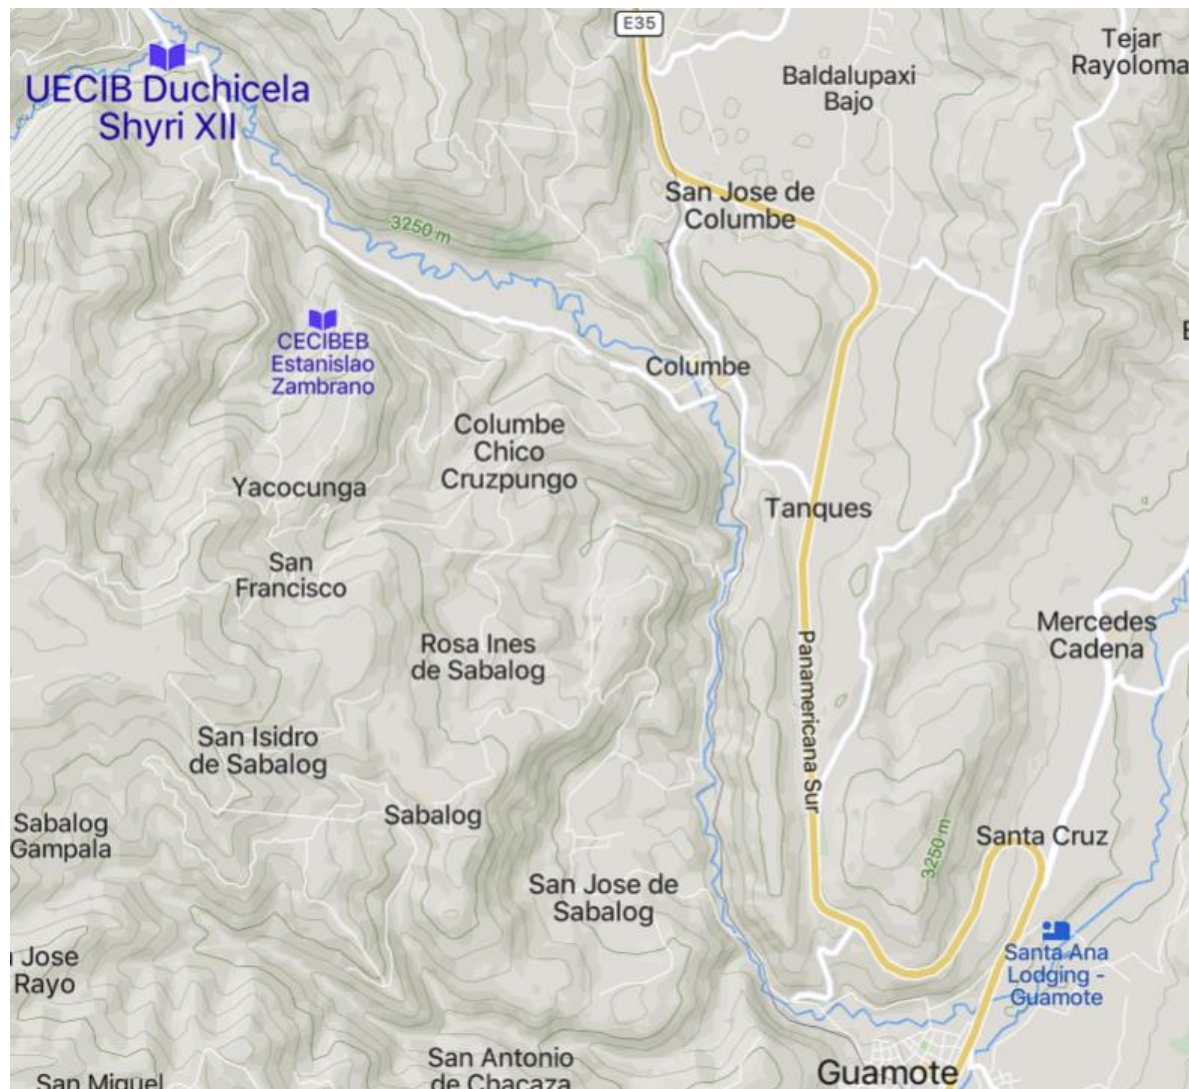 E35
Tejar
Rayoloma
UECIB Duchicela
Shyri XII
Baldalupaxi
Bajo
San Jose de
Columbe
3250 m
CECIBEB
Estanislao
Zambrano
E
Columbe
Columbe
Chico
Cruzpungo
Yacocunga
Tanques
San
Francisco
Mercedes
Cadena
Rosa Ines
de Sabalog
Panamericana Sur
San Isidro
de Sabalog
Sabalog
Sabalog
Gampala
Santa Cruz
3250 m
San Jose de
Sabalog
Jose
Rayo
Santa Ana
Lodging -
Guamote
San Antonio
de Chacaza
Guamote
San Miguel